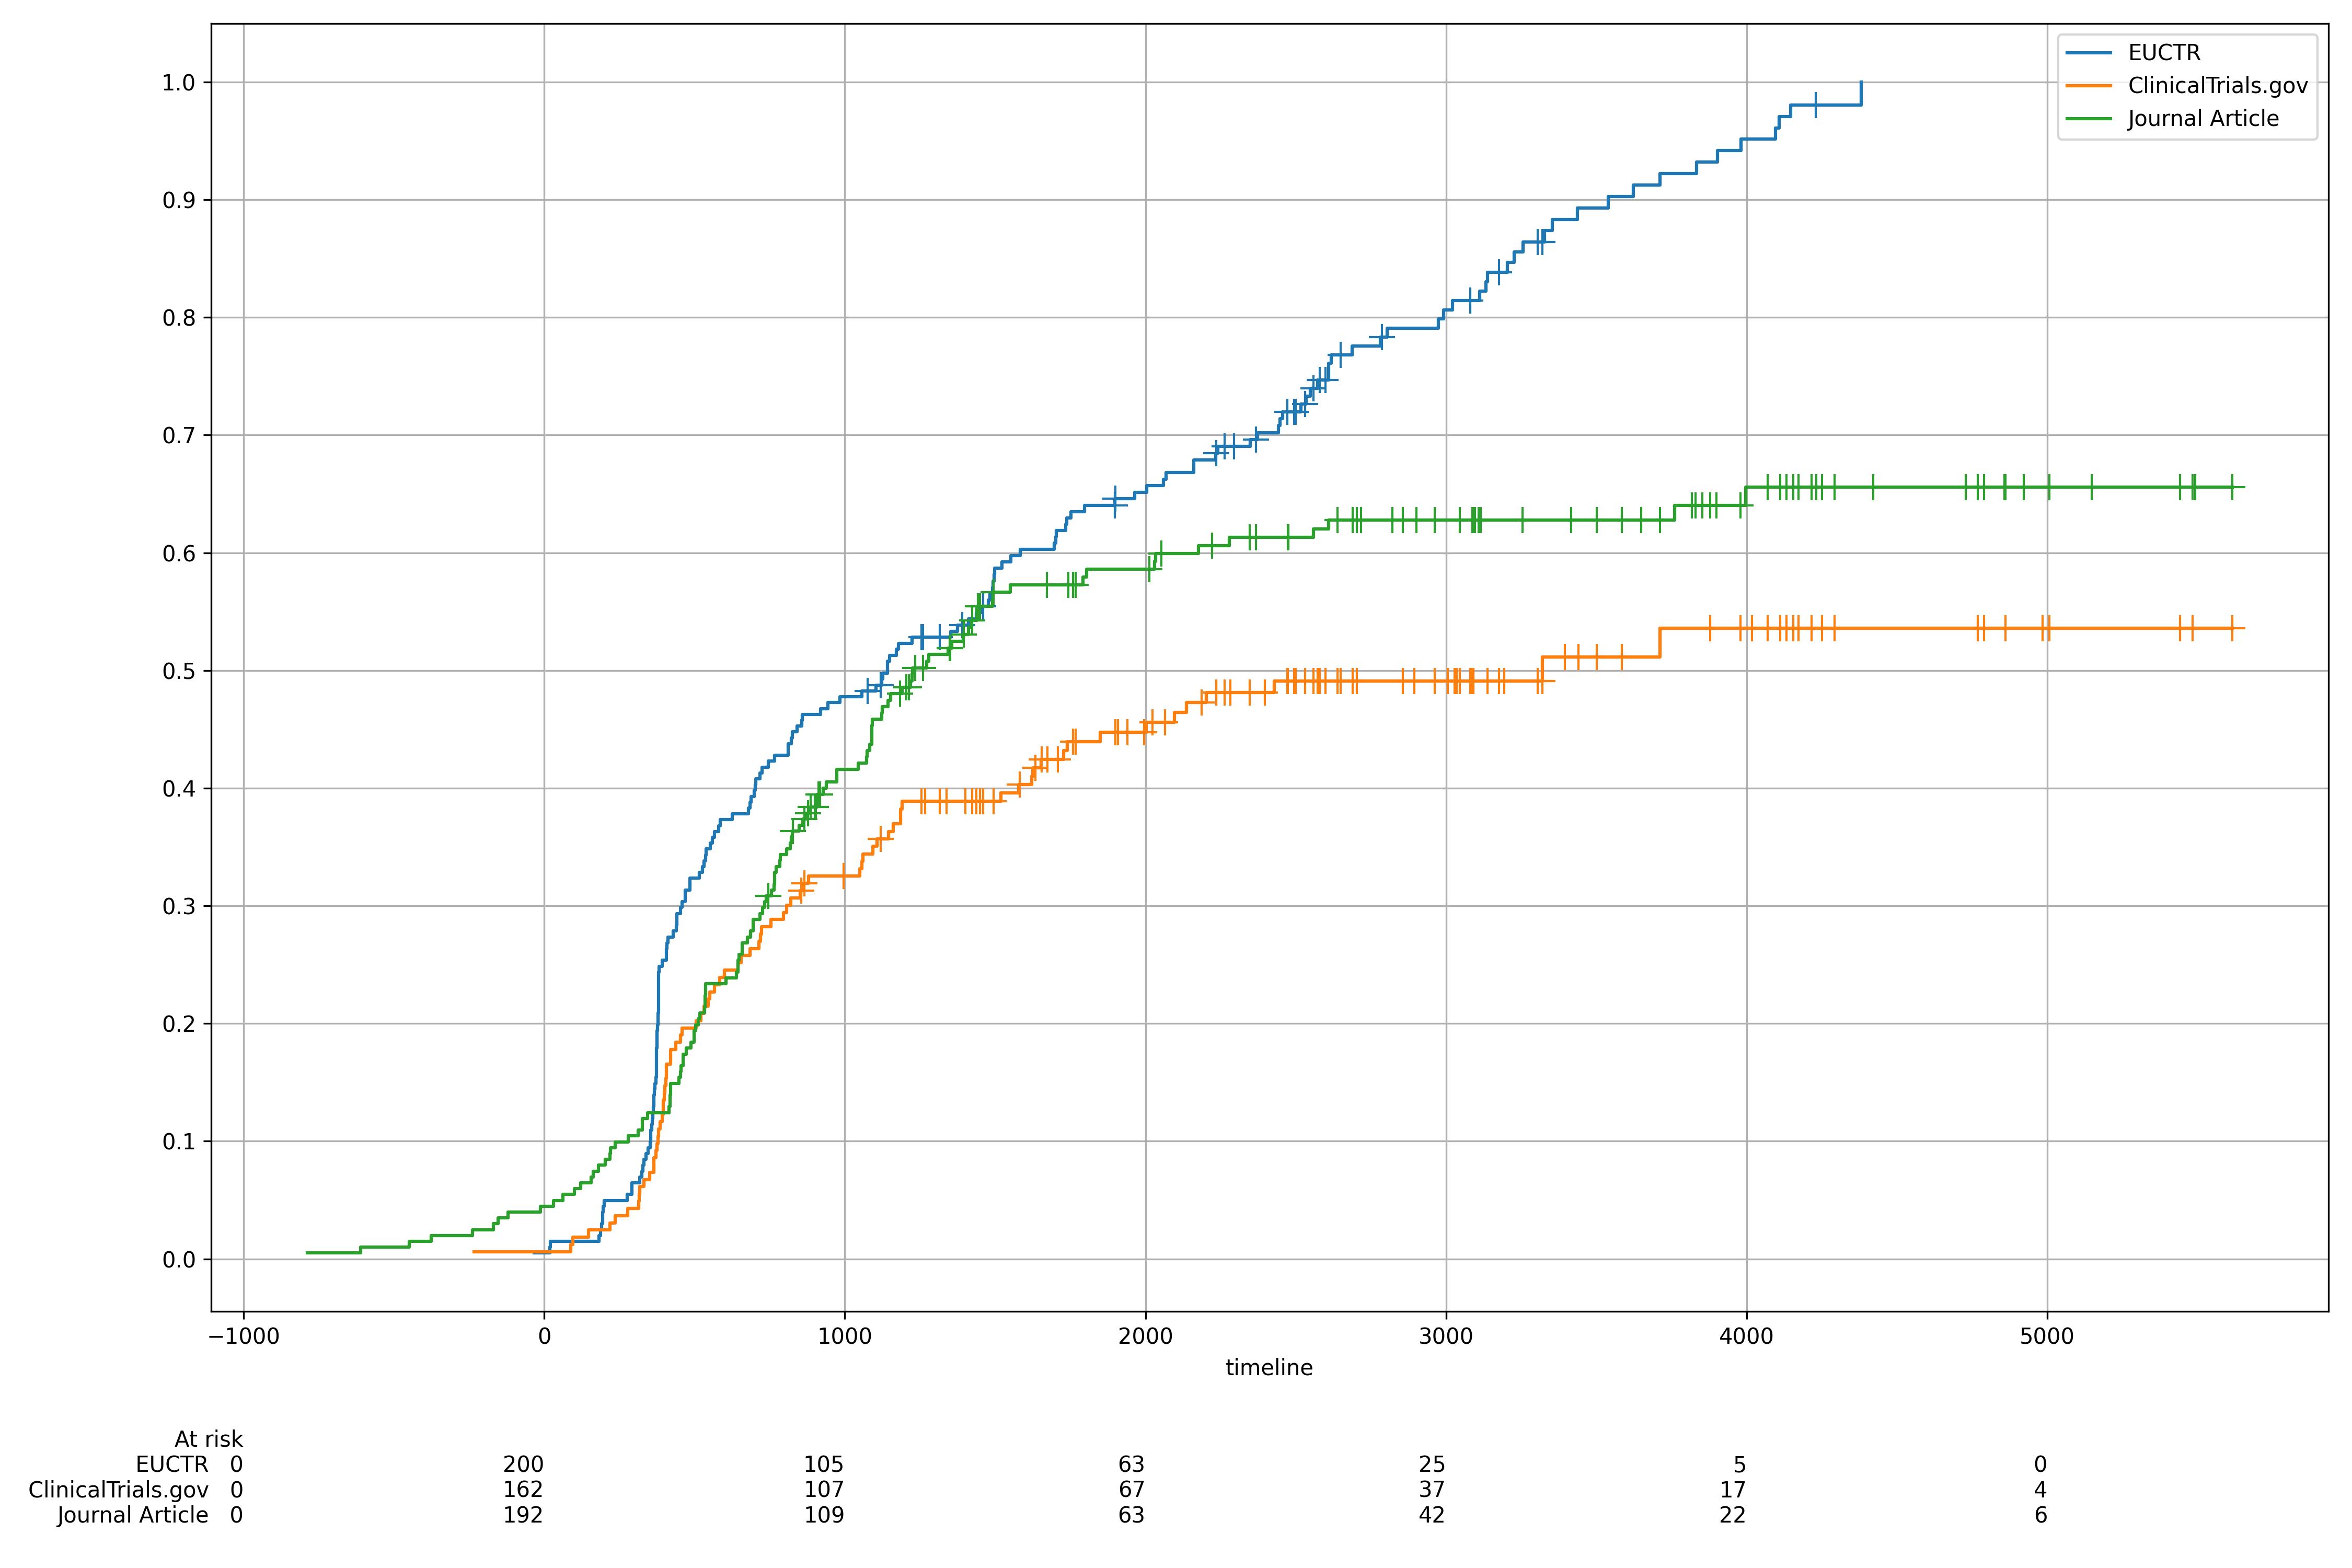 EUCTR
ClinicalTrials.gov
Journal Article
1.0
0.9
0.8
0.7
0.6
0.5
0.4
0.3
0.2
0.1
0.0
−1000 0 1000 2000 3000 4000 5000
timeline
At risk
EUCTR 0 200 105 63 25 5 0
ClinicalTrials.gov 0 162 107 67 37 17 4
Journal Article 0 192 109 63 42 22 6